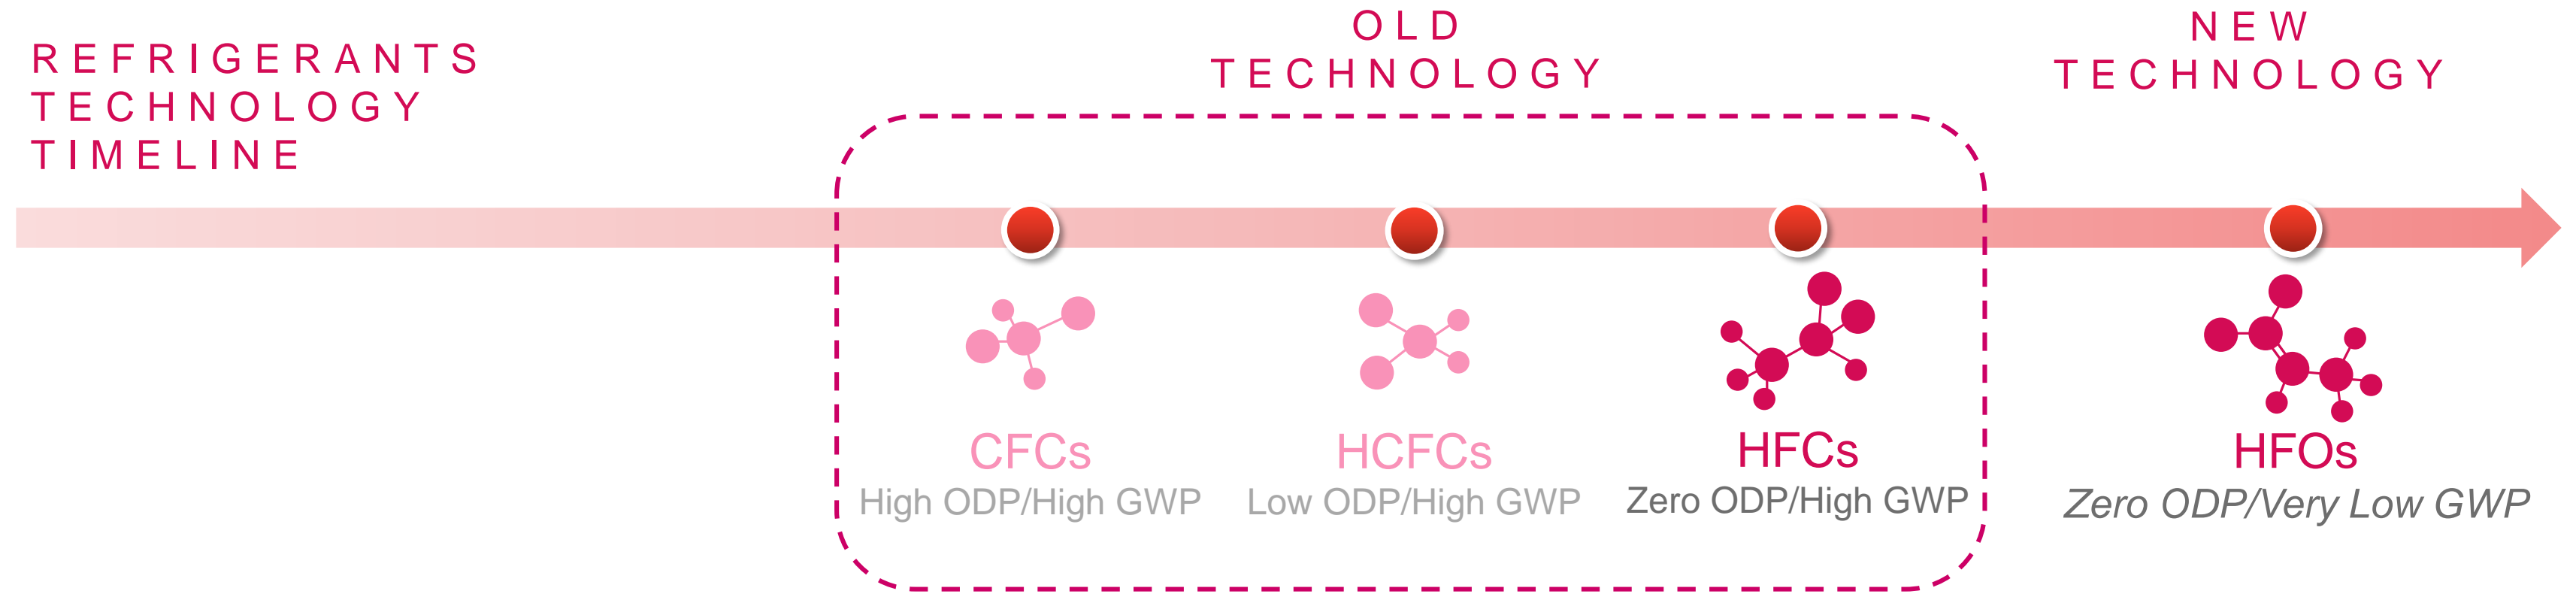 REFRIGERANTS
TECHNOLOGY
TIMELINE
OLD
TECHNOLOGY
NEW
TECHNOLOGY
CFCs
High ODP/High GWP
HCFCs
Low ODP/High GWP
HFCs
Zero ODP/High GWP
HFOs
Zero ODP/Very Low GWP